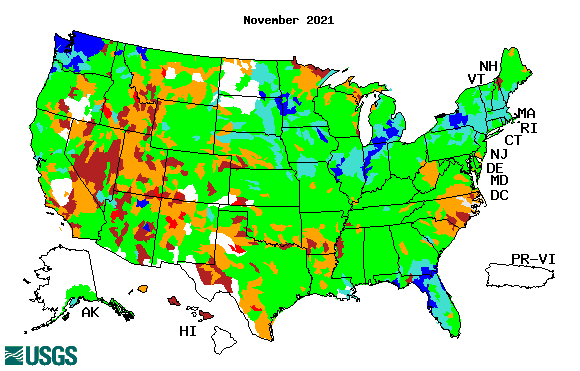 November 2021
NH
VT
MA
RI
CT
NJ
DE
MD
DC
PR-VI
AK
HI
USGS